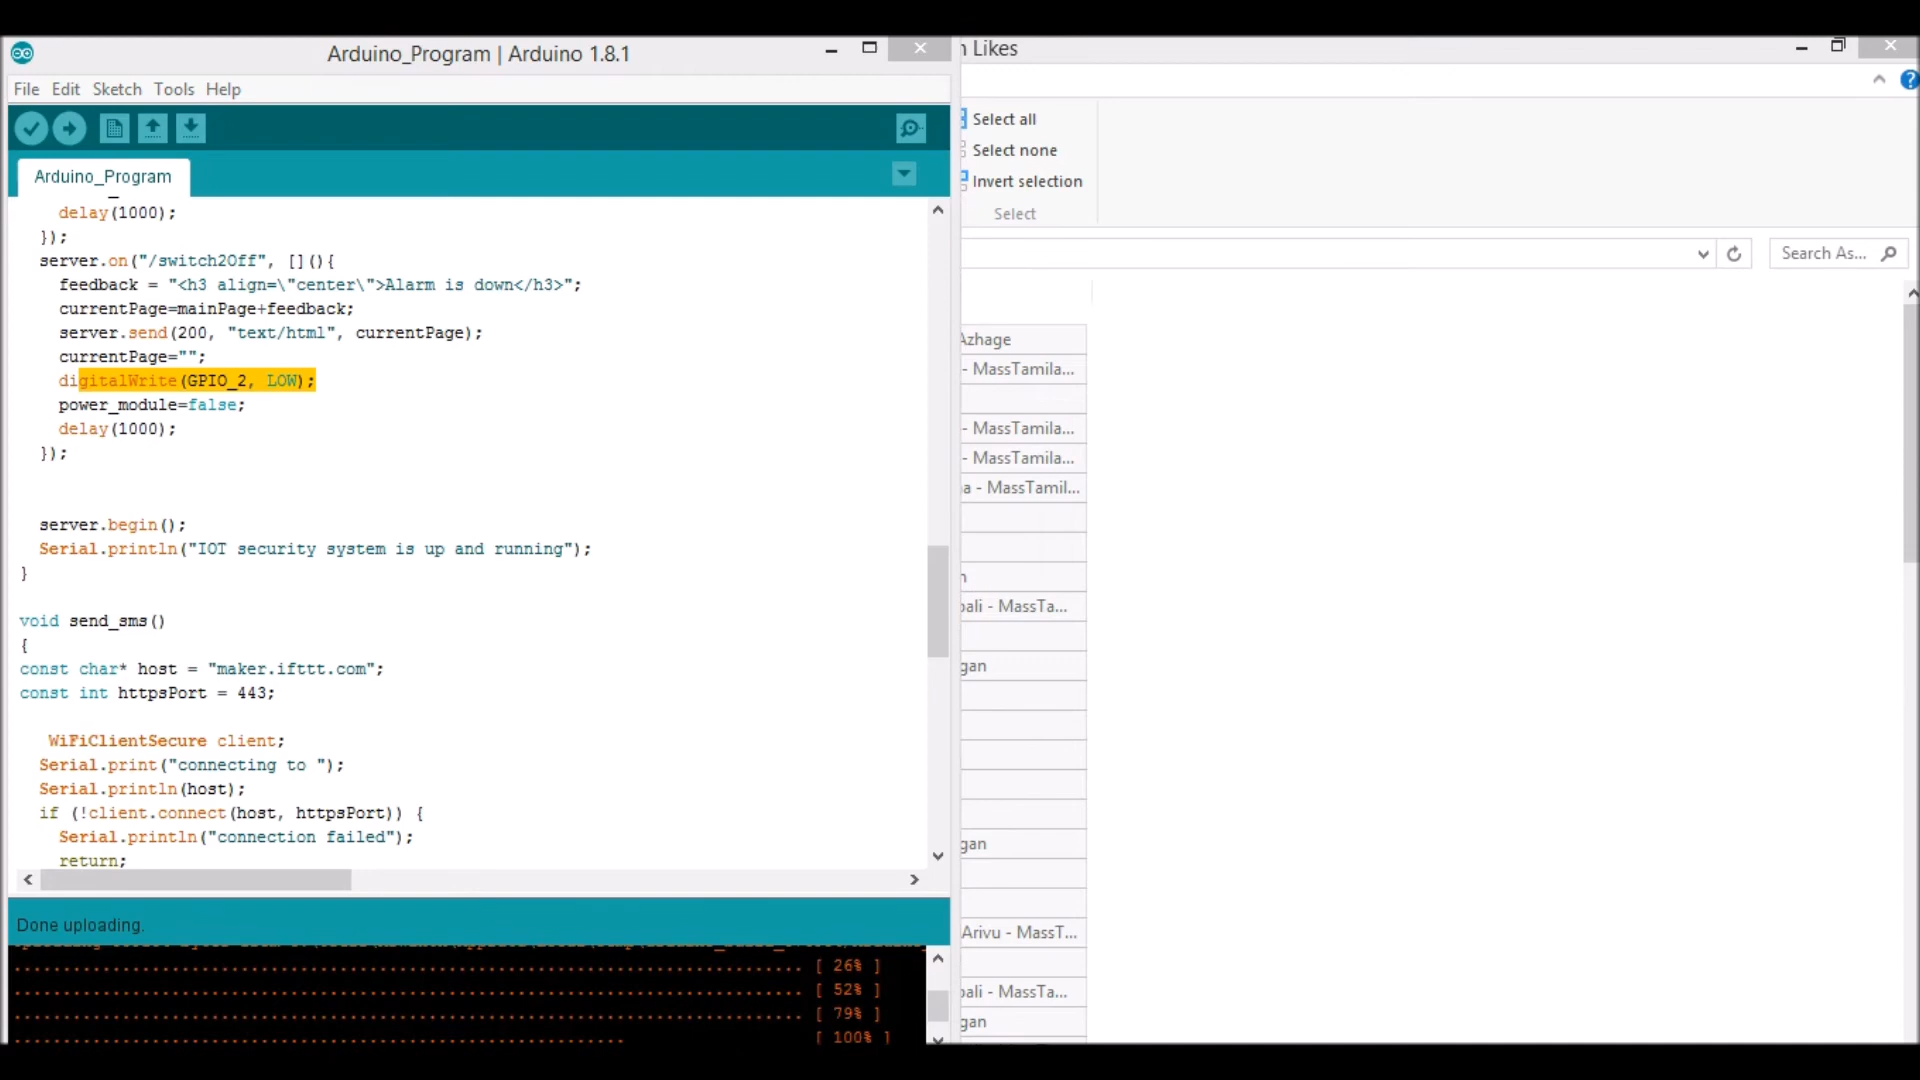 Arduino_Program | Arduino 1.8.1
File Edit Sketch Tools Help
Arduino_Program
delay(1000);
});
server.on("/switch2Off", [](){
feedback = "<h3 align=\"center\">Alarm is down</h3>";
currentPage=mainPage+feedback;
server.send(200, "text/html", currentPage);
currentPage="";
digitalWrite(GPIO_2, LOW);
power_module=false;
delay(1000);
});
server.begin();
Serial.println("IOT security system is up and running");
}
void send_sms()
{
const char* host = "maker.ifttt.com";
const int httpsPort = 443;
WiFiClientSecure client;
Serial.print("connecting to ");
Serial.println(host);
if (!client.connect(host, httpsPort)) {
Serial.println("connection failed");
return;
Done uploading.
................................................................................ [ 26% ]
................................................................................ [ 52% ]
................................................................................ [ 79% ]
.............................................................. [ 100% ]
Likes
Select all
Select none
Invert selection
Select
Search As...
Azhage
- MassTamila...
- MassTamila...
- MassTamila...
a - MassTamil...
n
pali - MassTa...
gan
gan
Arivu - MassT...
pali - MassTa...
gan